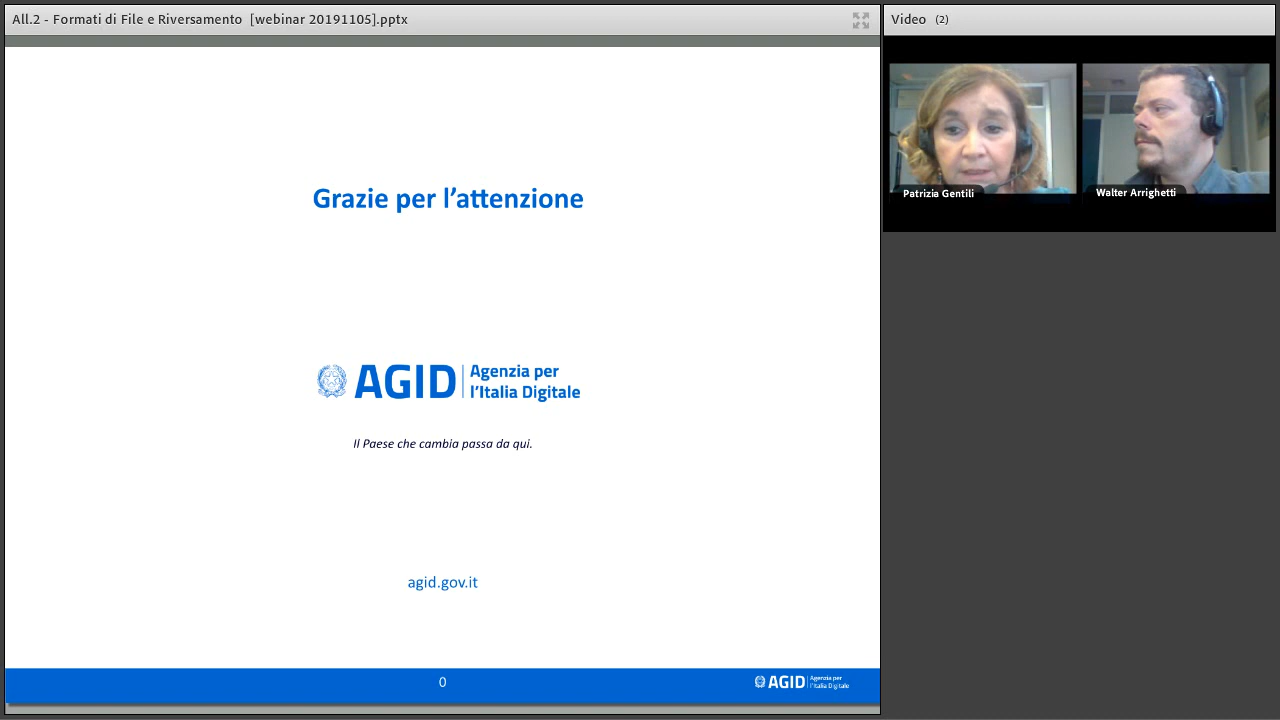 All.2 - Formati di File e Riversamento [webinar 20191105].pptx
Video (2)
Patrizia Gentili
Walter Arrighetti
Grazie per l'attenzione
AGID
Agenzia per
l'Italia Digitale
Il Paese che cambia passa da qui.
agid.gov.it
0
AGID
Agenzia per
l'Italia Digitale